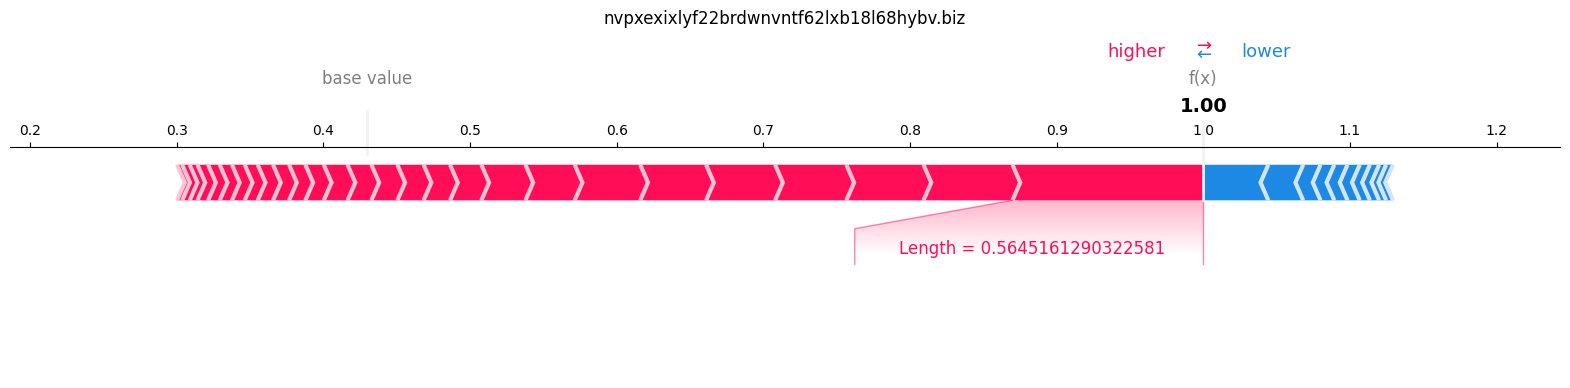 nvpxexixlyf22brdwnvntf62lxb18l68hybv.biz
higher → ← lower
base value f(x)
1.00
0.2 0.3 0.4 0.5 0.6 0.7 0.8 0.9 1.0 1.1 1.2
Length = 0.5645161290322581